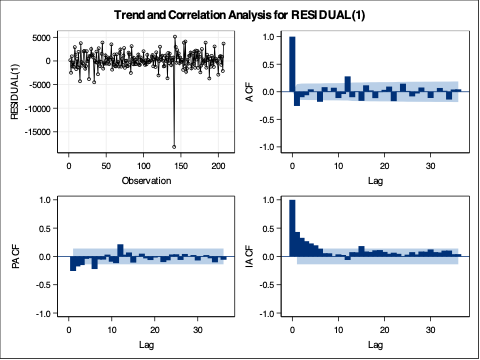 Trend and Correlation Analysis for RESIDUAL(1)
RESIDUAL(1)
5000
0
-5000
-10000
-15000
0 50 100 150 200
Observation
ACF
1.0
0.5
0.0
-0.5
-1.0
0 10 20 30
Lag
PACF
1.0
0.5
0.0
-0.5
-1.0
0 10 20 30
Lag
IACF
1.0
0.5
0.0
-0.5
-1.0
0 10 20 30
Lag